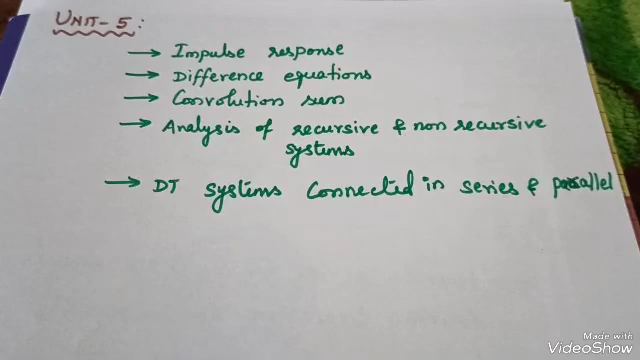 UNIT-5:
→ Impulse response
→ Difference equations
→ Convolution sum
→ Analysis of recursive & non recursive
systems
→ DT systems connected in series & parallel
Made with
VideoShow